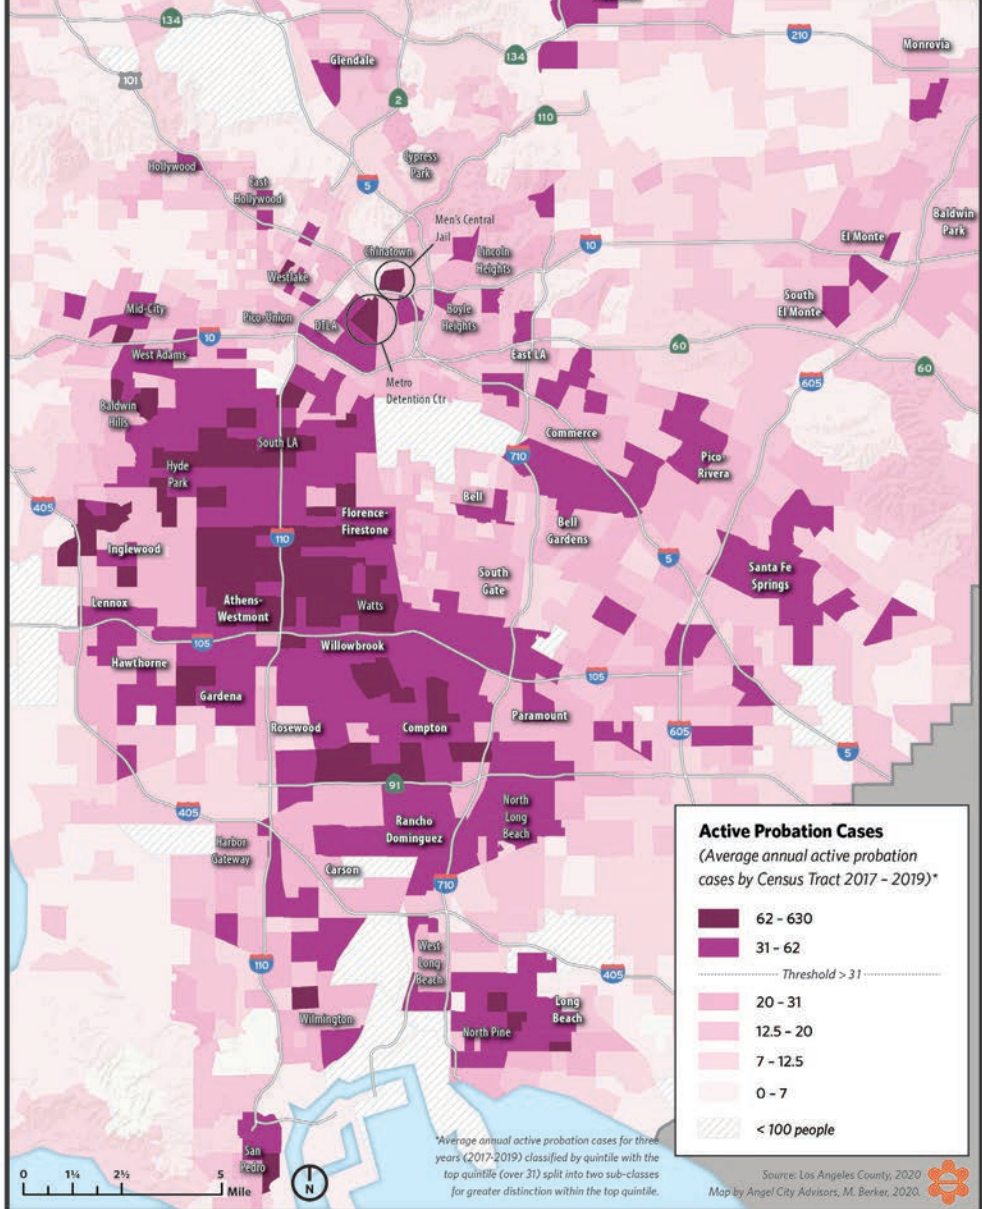 134
210
Monrovia
Glendale
134
101
2
110
Hollywood
Cypress
Park
5
East
Hollywood
Men's Central
Jail
Baldwin
Park
Chinatown
Lincoln
Heights
10
El Monte
Westlake
South
El Monte
Mid-City
Pico-Union
DTLA
Boyle
Heights
10
West Adams
East LA
60
60
605
Metro
Detention Ctr
Baldwin
Hills
South LA
Commerce
710
Pico-
Rivera
Hyde
Park
405
Bell
Florence-
Firestone
Bell
Gardens
110
Inglewood
5
South
Gate
Santa Fe
Springs
Lennox
Athens-
Westmont
Watts
105
Willowbrook
Hawthorne
105
Gardena
Paramount
Rosewood
Compton
605
5
91
405
North
Long
Beach
Rancho
Dominguez
Harbor
Gateway
Carson
710
West
Long
Beach
110
405
Long
Beach
Wilmington
North Pine
San
Pedro
Active Probation Cases
(Average annual active probation
cases by Census Tract 2017 – 2019)*
62 – 630
31 – 62
Threshold > 31
20 – 31
12.5 – 20
7 – 12.5
0 – 7
< 100 people
*Average annual active probation cases for three
years (2017-2019) classified by quintile with the
top quintile (over 31) split into two sub-classes
for greater distinction within the top quintile.
0 1¼ 2½ 5
Mile
N
Source: Los Angeles County, 2020
Map by Angel City Advisors, M. Berker, 2020.